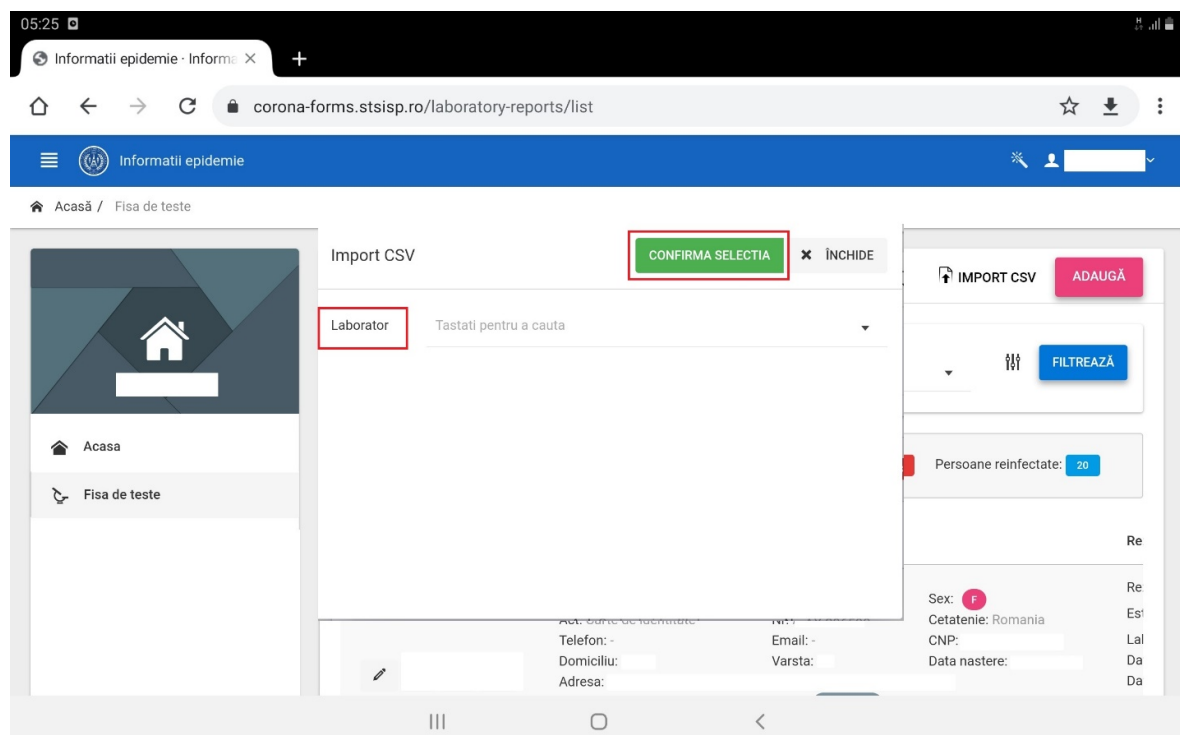 05:25
Informatii epidemie · Informa
corona-forms.stsisp.ro/laboratory-reports/list
Informatii epidemie
Acasă / Fisa de teste
Import CSV
CONFIRMA SELECTIA
ÎNCHIDE
IMPORT CSV
ADAUGĂ
Laborator
Tastati pentru a cauta
FILTREAZĂ
Acasa
Persoane reinfectate: 20
Fisa de teste
Re
Sex: F
Re
Cetatenie: Romania
Est
Telefon: -
Email: -
CNP:
Lal
Domiciliu:
Varsta:
Data nastere:
Da
Adresa:
Da